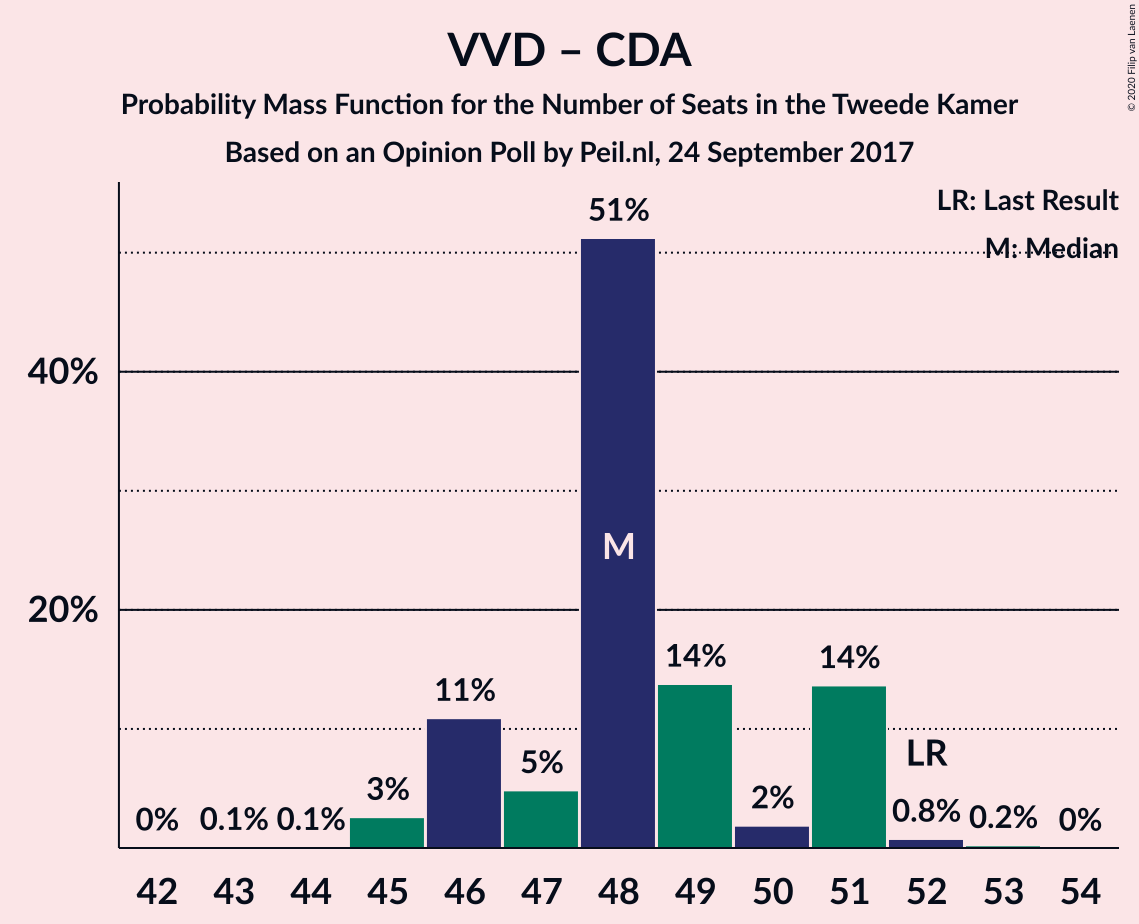 VVD – CDA
Probability Mass Function for the Number of Seats in the Tweede Kamer
Based on an Opinion Poll by Peil.nl, 24 September 2017
© 2020 Filip van Laenen
LR: Last Result
M: Median
51%
40%
M
20%
14%
14%
11%
LR
5%
3%
2%
0.8%
0% 0.1% 0.1% 0.2% 0%
42 43 44 45 46 47 48 49 50 51 52 53 54